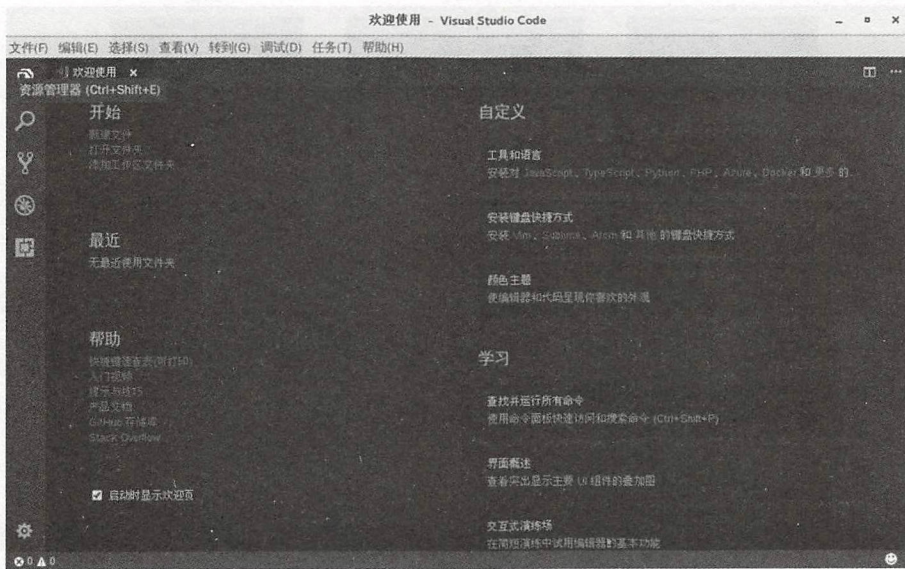 欢迎使用 - Visual Studio Code
文件(F) 编辑(E) 选择(S) 查看(V) 转到(G) 调试(D) 任务(T) 帮助(H)
欢迎使用
资源管理器 (Ctrl+Shift+E)
开始
新建文件
打开文件夹
添加工作区文件夹
最近
无最近使用文件夹
帮助
快捷键速查表(可打印)
入门视频
提示与技巧
产品文档
GitHub 存储库
Stack Overflow
启动时显示欢迎页
自定义
工具和语言
安装对 JavaScript、TypeScript、Python、PHP、Azure、Docker 和 更多 的...
安装键盘快捷方式
安装 Vim、Sublime、Atom 和 其他 的键盘快捷方式
颜色主题
使编辑器和代码呈现你喜欢的外观
学习
查找并运行所有命令
使用命令面板快速访问和搜索命令 (Ctrl+Shift+P)
界面概述
查看突出显示主要 UI 组件的叠加图
交互式演练场
在简短演练中试用编辑器的基本功能
0 0